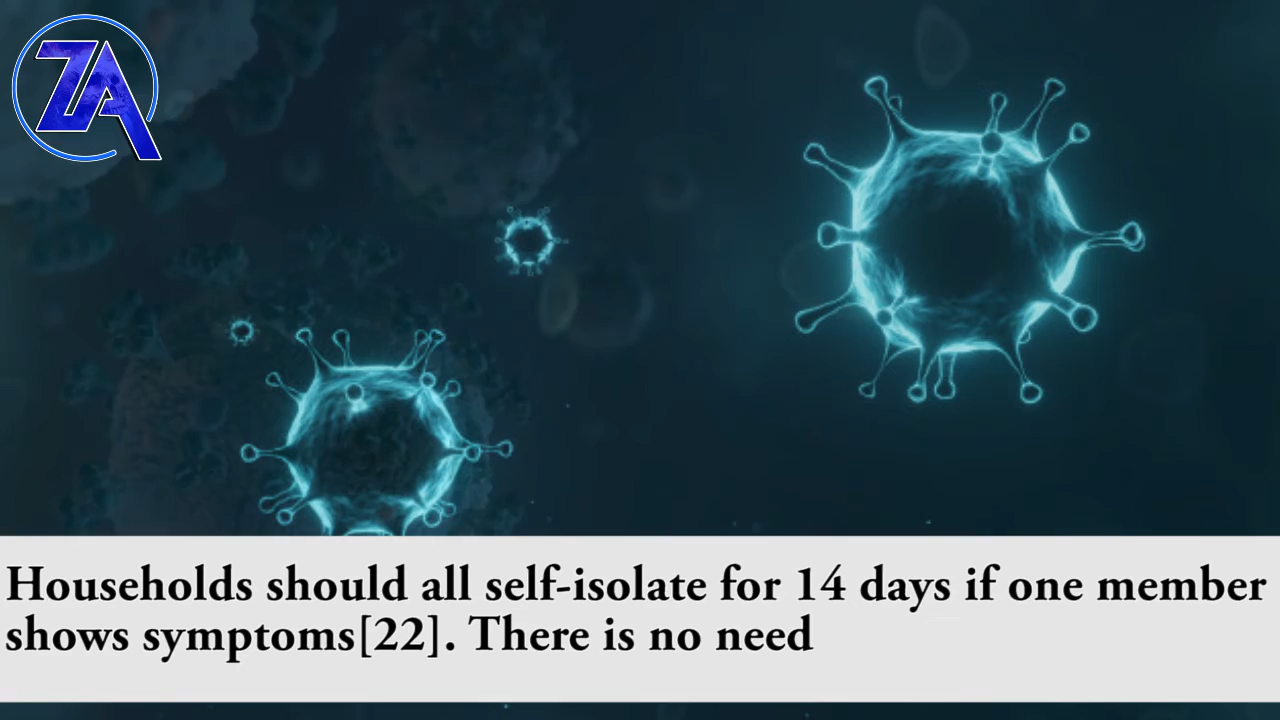 ZA
Households should all self-isolate for 14 days if one member
shows symptoms[22]. There is no need